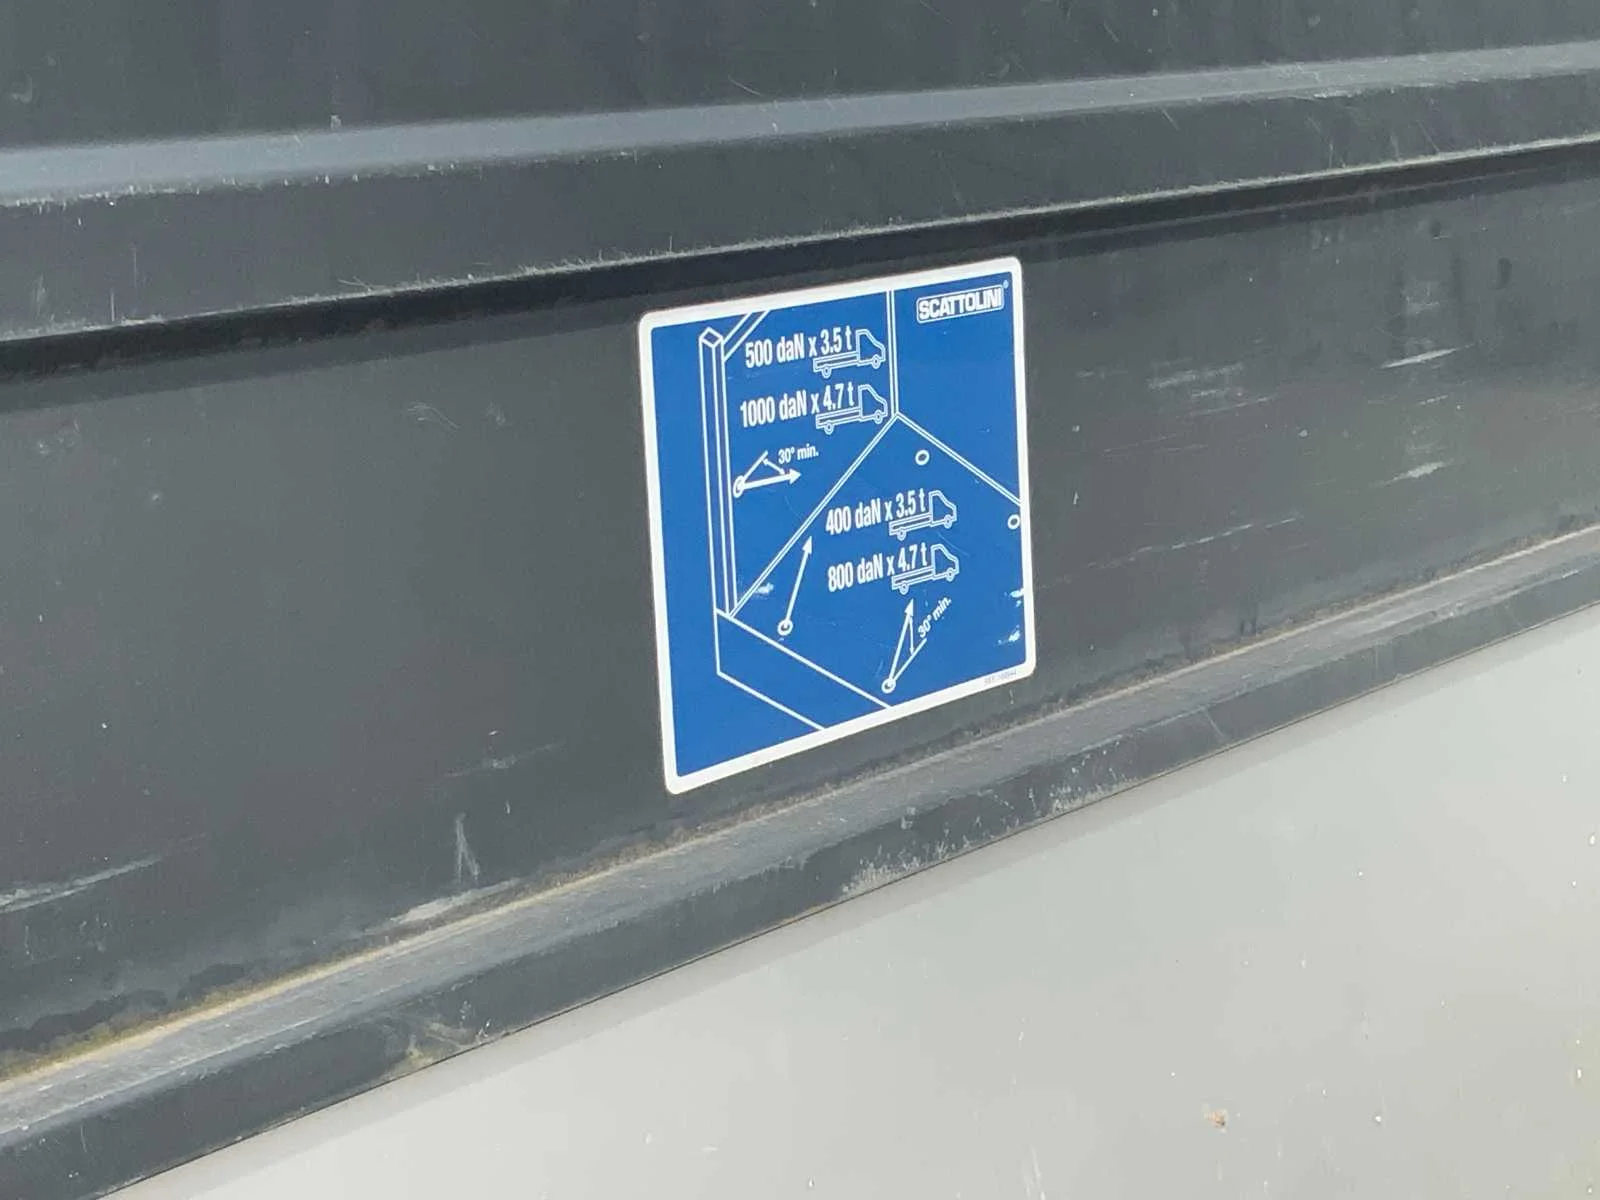 SCATTOLINI®
500 daN x 3.5 t
1000 daN x 4.7 t
30° min.
400 daN x 3.5 t
800 daN x 4.7 t
30° min.